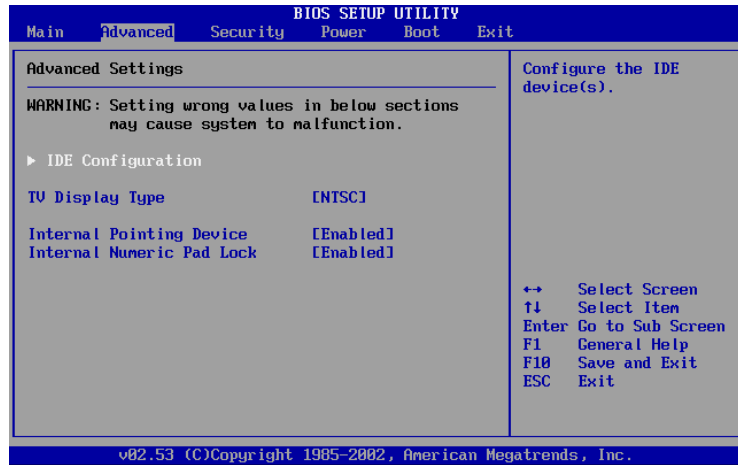 BIOS SETUP UTILITY
Main Advanced Security Power Boot Exit
Advanced Settings
WARNING: Setting wrong values in below sections
may cause system to malfunction.
▶ IDE Configuration
TV Display Type [NTSC]
Internal Pointing Device [Enabled]
Internal Numeric Pad Lock [Enabled]
Configure the IDE
device(s).
←→ Select Screen
↑↓ Select Item
Enter Go to Sub Screen
F1 General Help
F10 Save and Exit
ESC Exit
v02.53 (C)Copyright 1985-2002, American Megatrends, Inc.